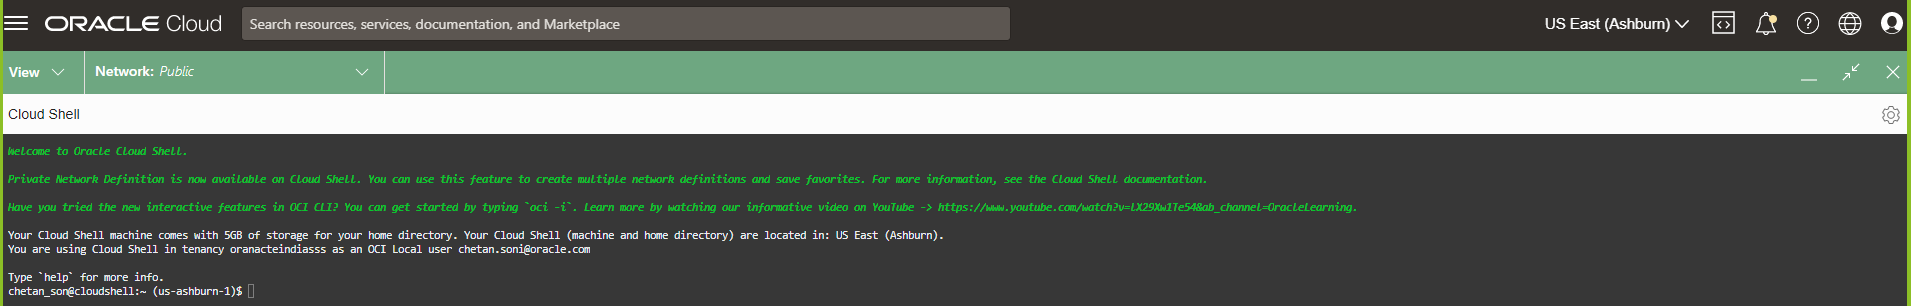 ORACLE Cloud
Search resources, services, documentation, and Marketplace
US East (Ashburn)
View
Network: Public
Cloud Shell
Welcome to Oracle Cloud Shell.
Private Network Definition is now available on Cloud Shell. You can use this feature to create multiple network definitions and save favorites. For more information, see the Cloud Shell documentation.
Have you tried the new interactive features in OCI CLI? You can get started by typing `oci -i`. Learn more by watching our informative video on YouTube -> https://www.youtube.com/watch?v=lX29Xw1Te54&ab_channel=OracleLearning.
Your Cloud Shell machine comes with 5GB of storage for your home directory. Your Cloud Shell (machine and home directory) are located in: US East (Ashburn).
You are using Cloud Shell in tenancy oranacteindiasss as an OCI Local user chetan.soni@oracle.com
Type `help` for more info.
chetan_son@cloudshell:~ (us-ashburn-1)$